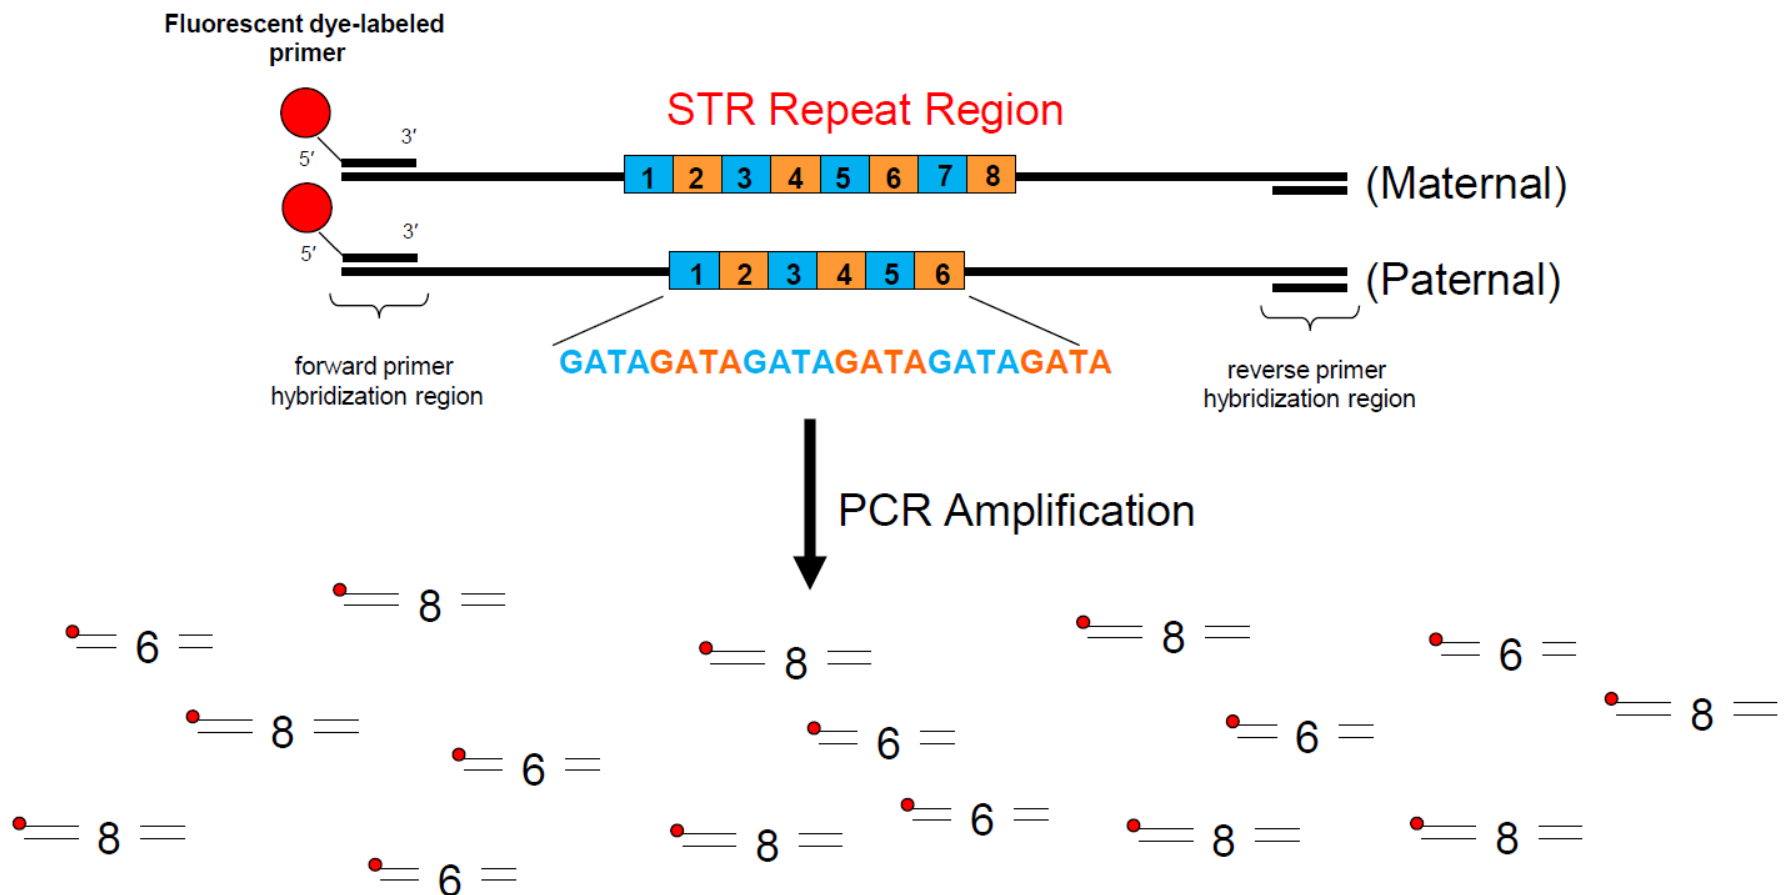 Fluorescent dye-labeled
primer
STR Repeat Region
3′
5′
1 2 3 4 5 6 7 8
(Maternal)
3′
5′
1 2 3 4 5 6
(Paternal)
GATAGATAGATAGATAGATAGATA
forward primer
hybridization region
reverse primer
hybridization region
PCR Amplification
8
6
8
8
6
8
6
6
8
6
6
8
8
8
8
6